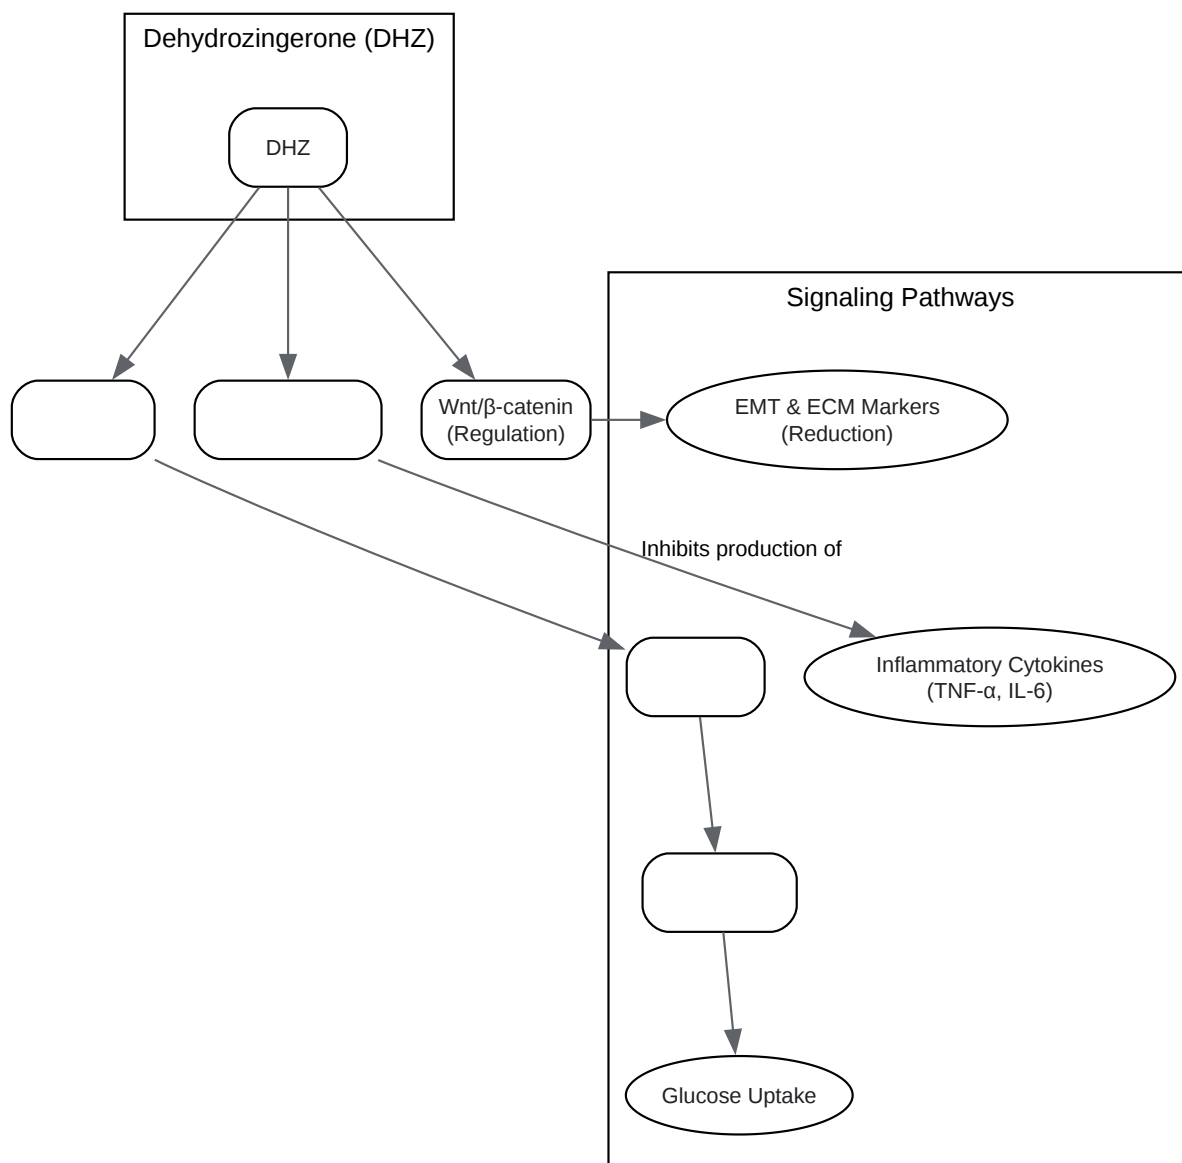 Dehydrozingerone (DHZ)
DHZ
Signaling Pathways
Wnt/β-catenin
(Regulation)
EMT & ECM Markers
(Reduction)
Inhibits production of
Inflammatory Cytokines
(TNF-α, IL-6)
Glucose Uptake